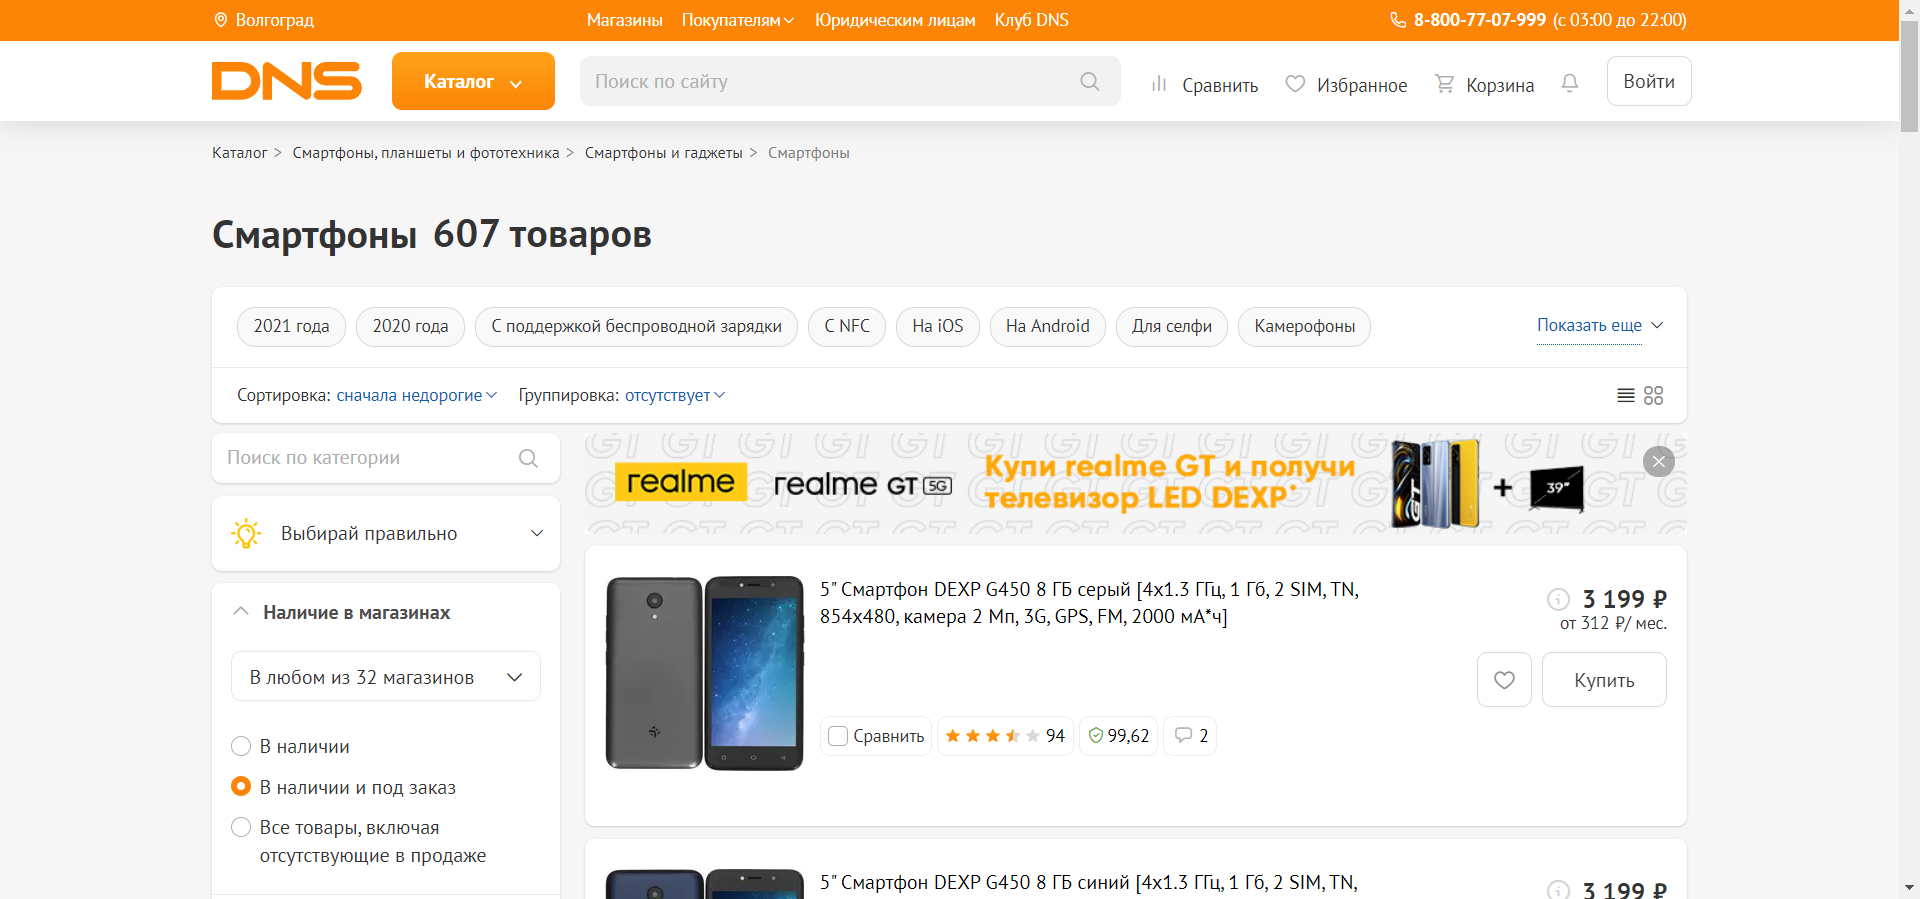 Волгоград
Магазины Покупателям Юридическим лицам Клуб DNS
8-800-77-07-999 (с 03:00 до 22:00)
DNS
Каталог
Поиск по сайту
Сравнить Избранное Корзина
Войти
Каталог > Смартфоны, планшеты и фототехника > Смартфоны и гаджеты > Смартфоны
Смартфоны 607 товаров
2021 года 2020 года С поддержкой беспроводной зарядки С NFC На iOS На Android Для селфи Камерофоны
Показать еще
Сортировка: сначала недорогие Группировка: отсутствует
Поиск по категории
Выбирай правильно
Наличие в магазинах
В любом из 32 магазинов
В наличии
В наличии и под заказ
Все товары, включая
отсутствующие в продаже
realme
realme GT 5G
Купи realme GT и получи
телевизор LED DEXP*
GT
+
39"
5" Смартфон DEXP G450 8 ГБ серый [4x1.3 ГГц, 1 Гб, 2 SIM, TN,
854x480, камера 2 Мп, 3G, GPS, FM, 2000 мА*ч]
3 199 ₽
от 312 ₽/ мес.
Купить
Сравнить
94
99,62
2
5" Смартфон DEXP G450 8 ГБ синий [4x1.3 ГГц, 1 Гб, 2 SIM, TN,
3 199 ₽